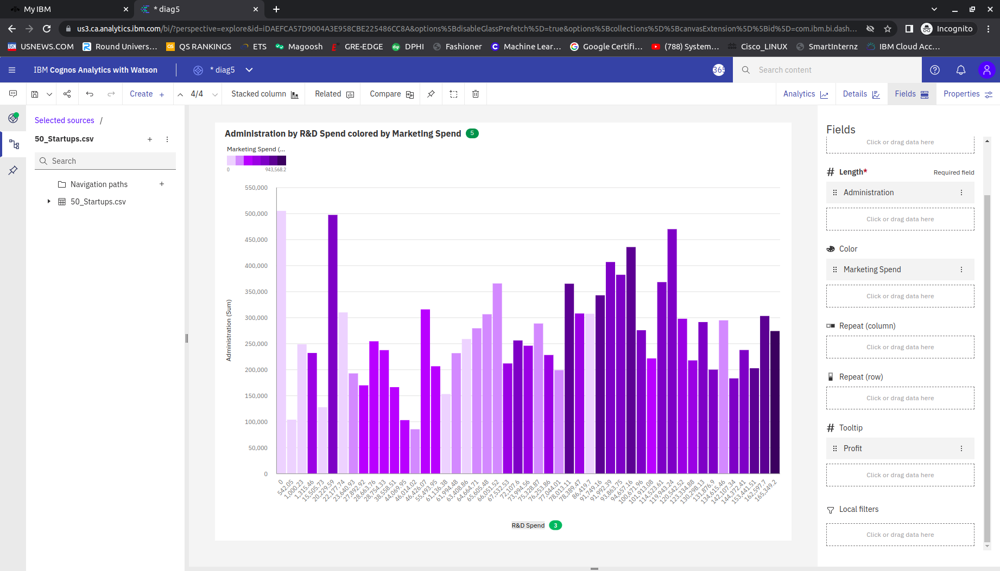 My IBM
* diag5
us3.ca.analytics.ibm.com/bi/?perspective=explore&id=iDAEFCA57D9004A3E958CBE225486CC8A&options%5BdisableGlassPrefetch%5D=true&options%5Bcollections%5D%5BcanvasExtension%5D%5Bid%5D=com.ibm.bi.dash...
Incognito
USNEWS.COM
Round Univers...
QS RANKINGS
ETS
Magoosh
GRE-EDGE
DPHI
Fashioner
Machine Lear...
Google Certifi...
(788) System...
Cisco_LINUX
SmartInternz
IBM Cloud Acc...
IBM Cognos Analytics with Watson
* diag5
365
Search content
Create
4/4
Stacked column
Related
Compare
Analytics
Details
Fields
Properties
Selected sources /
50_Startups.csv
Search
Navigation paths
50_Startups.csv
Administration by R&D Spend colored by Marketing Spend 5
Marketing Spend (...
0 943,568.2
550,000
500,000
450,000
400,000
350,000
300,000
250,000
200,000
150,000
100,000
50,000
0
Administration (Sum)
0
542.05
1,000.23
1,315.46
15,505.73
20,229.59
22,177.74
23,640.93
27,892.92
28,663.76
28,754.33
38,558.51
44,069.95
46,014.02
46,426.07
55,493.95
61,136.38
61,994.48
63,408.86
64,664.71
65,605.48
66,051.52
67,532.53
72,107.6
73,994.56
75,328.87
76,253.86
77,044.01
78,013.11
78,389.47
86,419.7
91,749.16
91,992.39
93,863.75
94,657.16
100,671.96
101,913.08
114,523.61
119,943.24
120,542.52
123,334.88
130,298.13
131,876.9
134,615.46
142,107.34
144,372.41
153,441.51
162,597.7
165,349.2
R&D Spend 3
Fields
Click or drag data here
Length* Required field
Administration
Click or drag data here
Color
Marketing Spend
Click or drag data here
Repeat (column)
Click or drag data here
Repeat (row)
Click or drag data here
Tooltip
Profit
Click or drag data here
Local filters
Click or drag data here